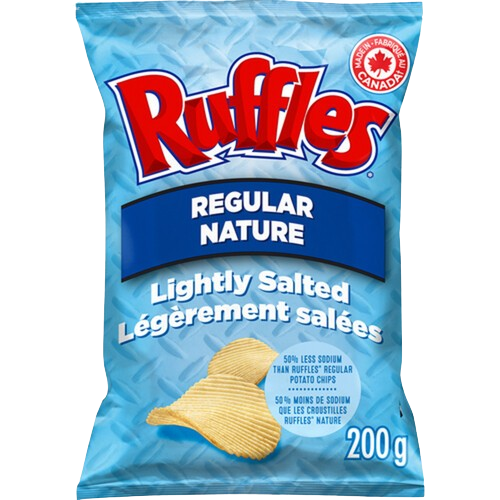 MADE IN • FABRIQUÉ AU
CANADA!
Ruffles
REGULAR
NATURE
Lightly Salted
Légèrement salées
50% LESS SODIUM
THAN RUFFLES® REGULAR
POTATO CHIPS
50% MOINS DE SODIUM
QUE LES CROUSTILLES
RUFFLES® NATURE
200 g